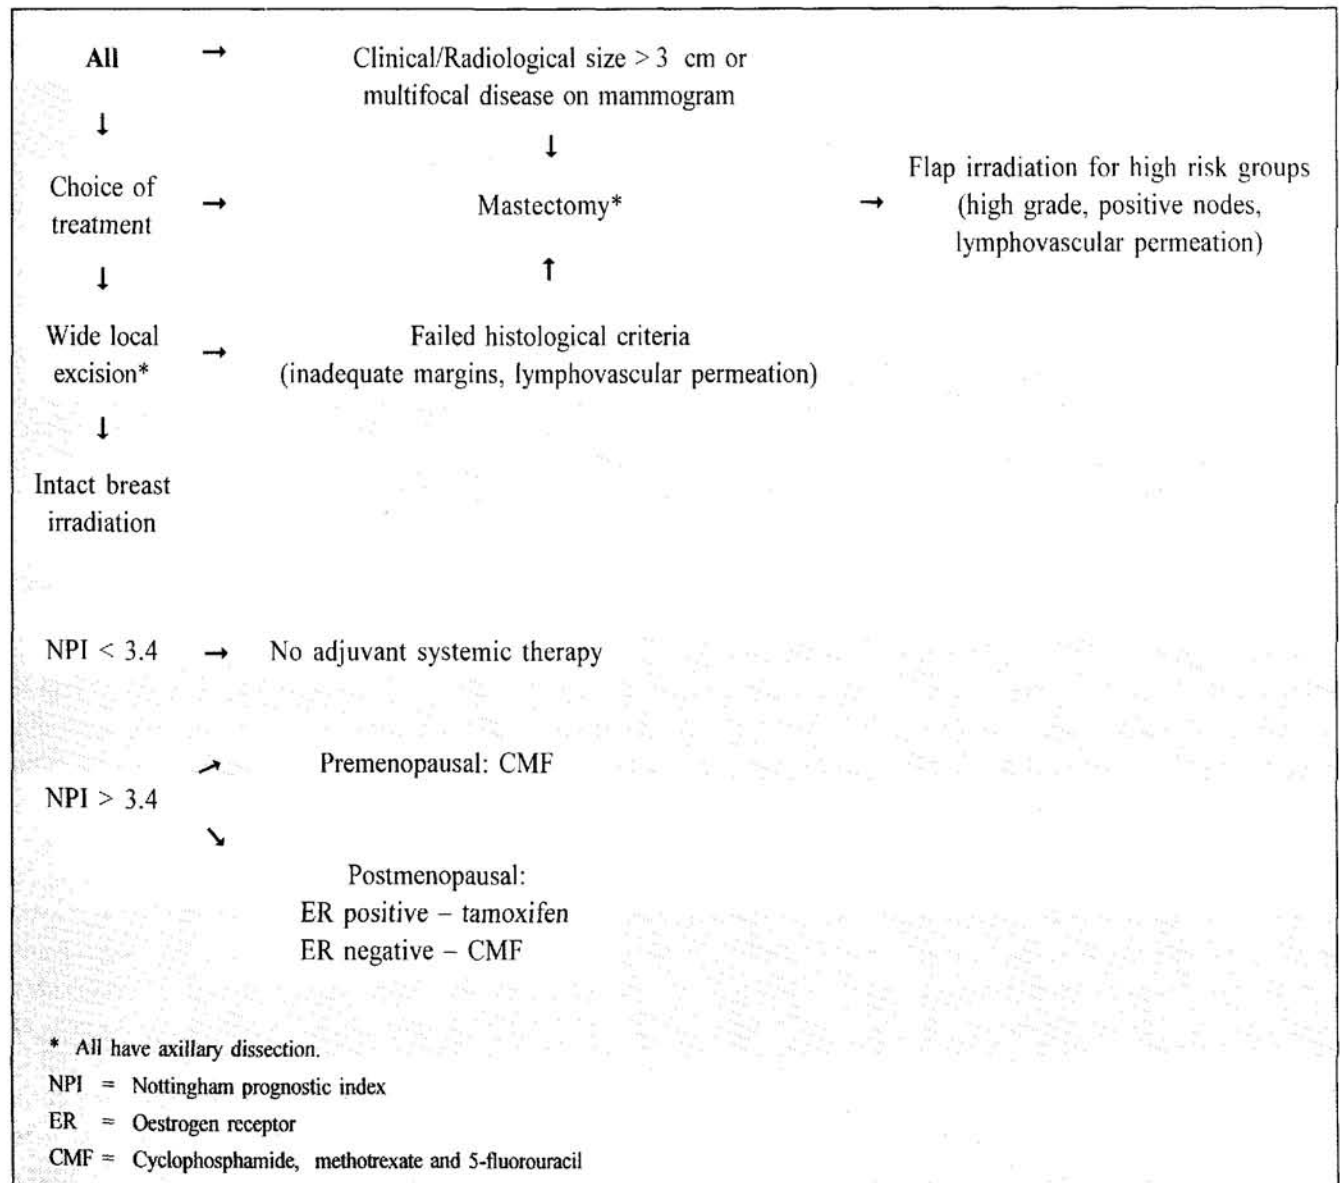 All → Clinical/Radiological size > 3 cm or
multifocal disease on mammogram
↓ ↓
Choice of
treatment → Mastectomy* → Flap irradiation for high risk groups
(high grade, positive nodes,
lymphovascular permeation)
↓ ↑
Wide local
excision* → Failed histological criteria
(inadequate margins, lymphovascular permeation)
↓
Intact breast
irradiation
NPI < 3.4 → No adjuvant systemic therapy
↗ Premenopausal: CMF
NPI > 3.4
↘
Postmenopausal:
ER positive – tamoxifen
ER negative – CMF
* All have axillary dissection.
NPI = Nottingham prognostic index
ER = Oestrogen receptor
CMF = Cyclophosphamide, methotrexate and 5-fluorouracil